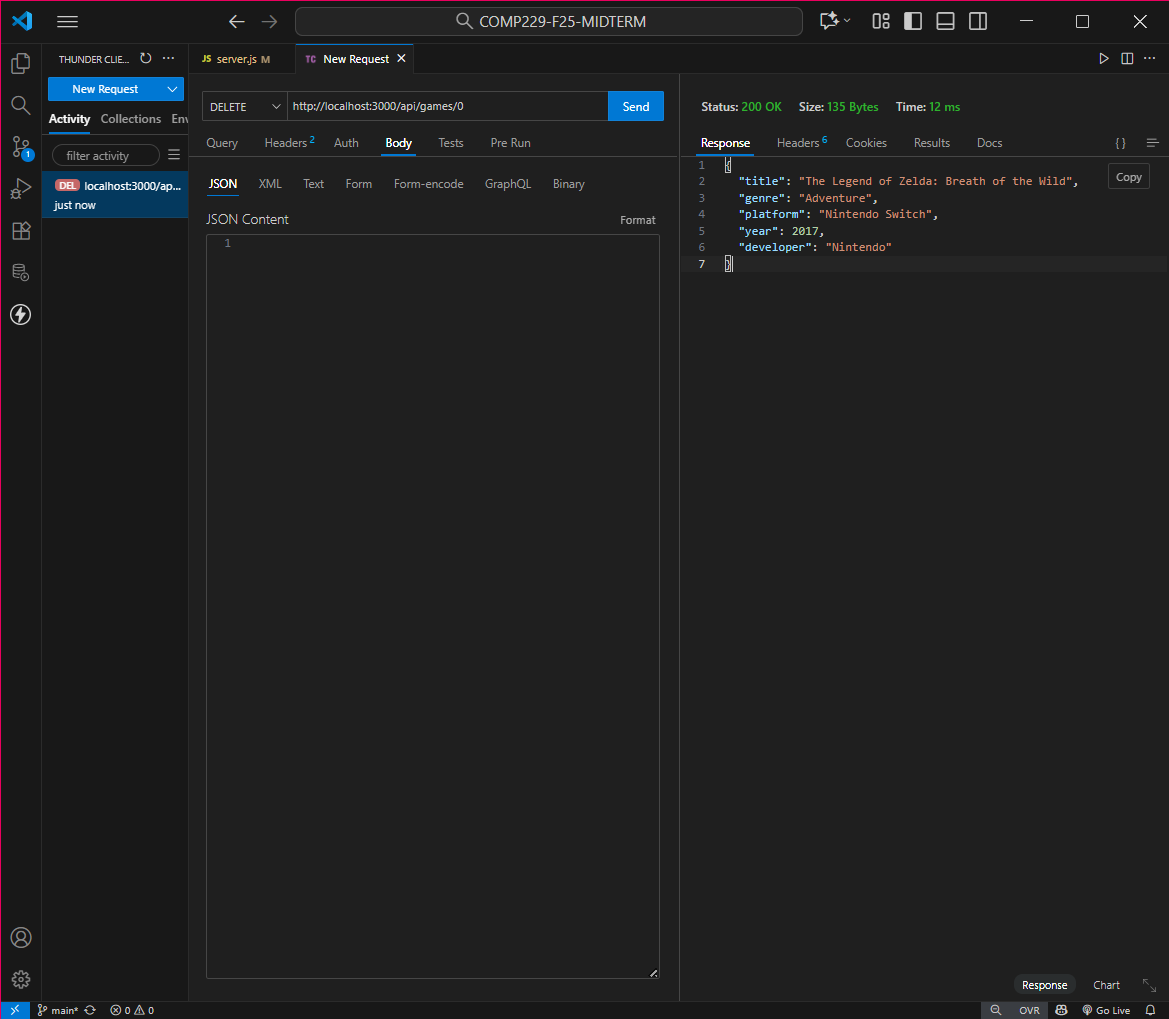 COMP229-F25-MIDTERM
THUNDER CLIE...
JS server.js M
TC New Request
New Request
Activity Collections Env
filter activity
DEL localhost:3000/ap...
just now
1
DELETE http://localhost:3000/api/games/0 Send
Query Headers 2 Auth Body Tests Pre Run
JSON XML Text Form Form-encode GraphQL Binary
JSON Content Format
1
Status: 200 OK Size: 135 Bytes Time: 12 ms
Response Headers 6 Cookies Results Docs {}
Copy
1 {
2 "title": "The Legend of Zelda: Breath of the Wild",
3 "genre": "Adventure",
4 "platform": "Nintendo Switch",
5 "year": 2017,
6 "developer": "Nintendo"
7 }
Response Chart
main* 0 0 OVR Go Live